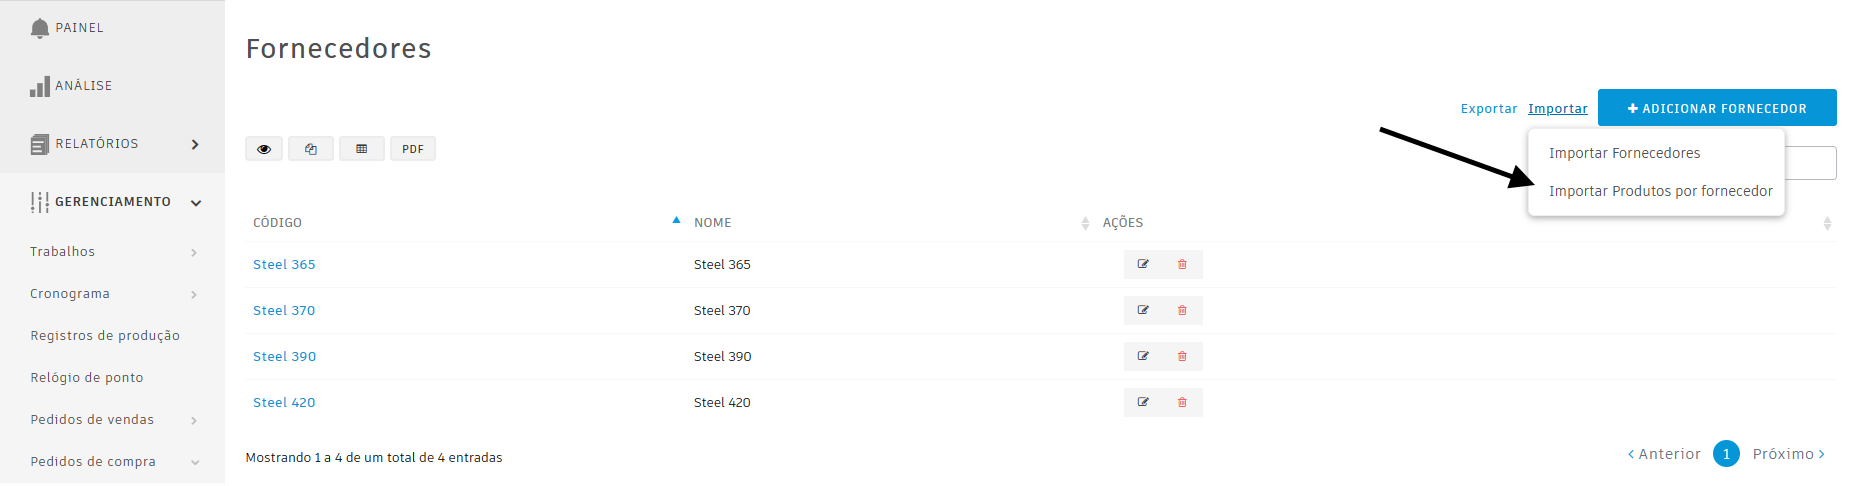 PAINEL
ANÁLISE
RELATÓRIOS
GERENCIAMENTO
Trabalhos
Cronograma
Registros de produção
Relógio de ponto
Pedidos de vendas
Pedidos de compra
Fornecedores
Exportar Importar + ADICIONAR FORNECEDOR
Importar Fornecedores
Importar Produtos por fornecedor
PDF
CÓDIGO NOME AÇÕES
Steel 365 Steel 365
Steel 370 Steel 370
Steel 390 Steel 390
Steel 420 Steel 420
Mostrando 1 a 4 de um total de 4 entradas
< Anterior 1 Próximo >